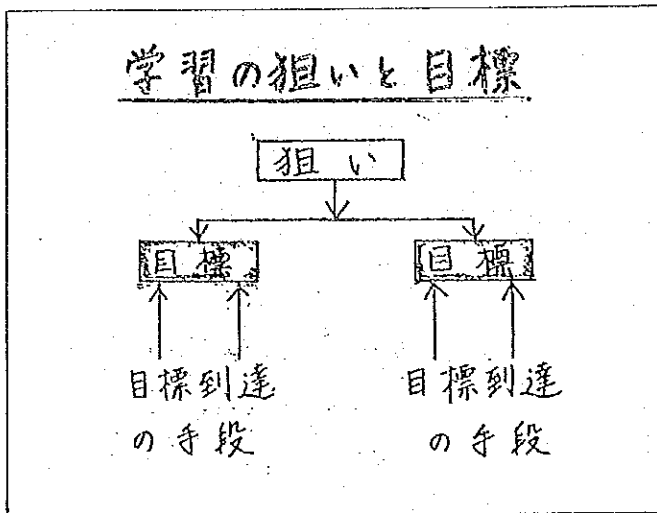 学習の狙いと目標
狙い
目標
目標
目標到達
の手段
目標到達
の手段